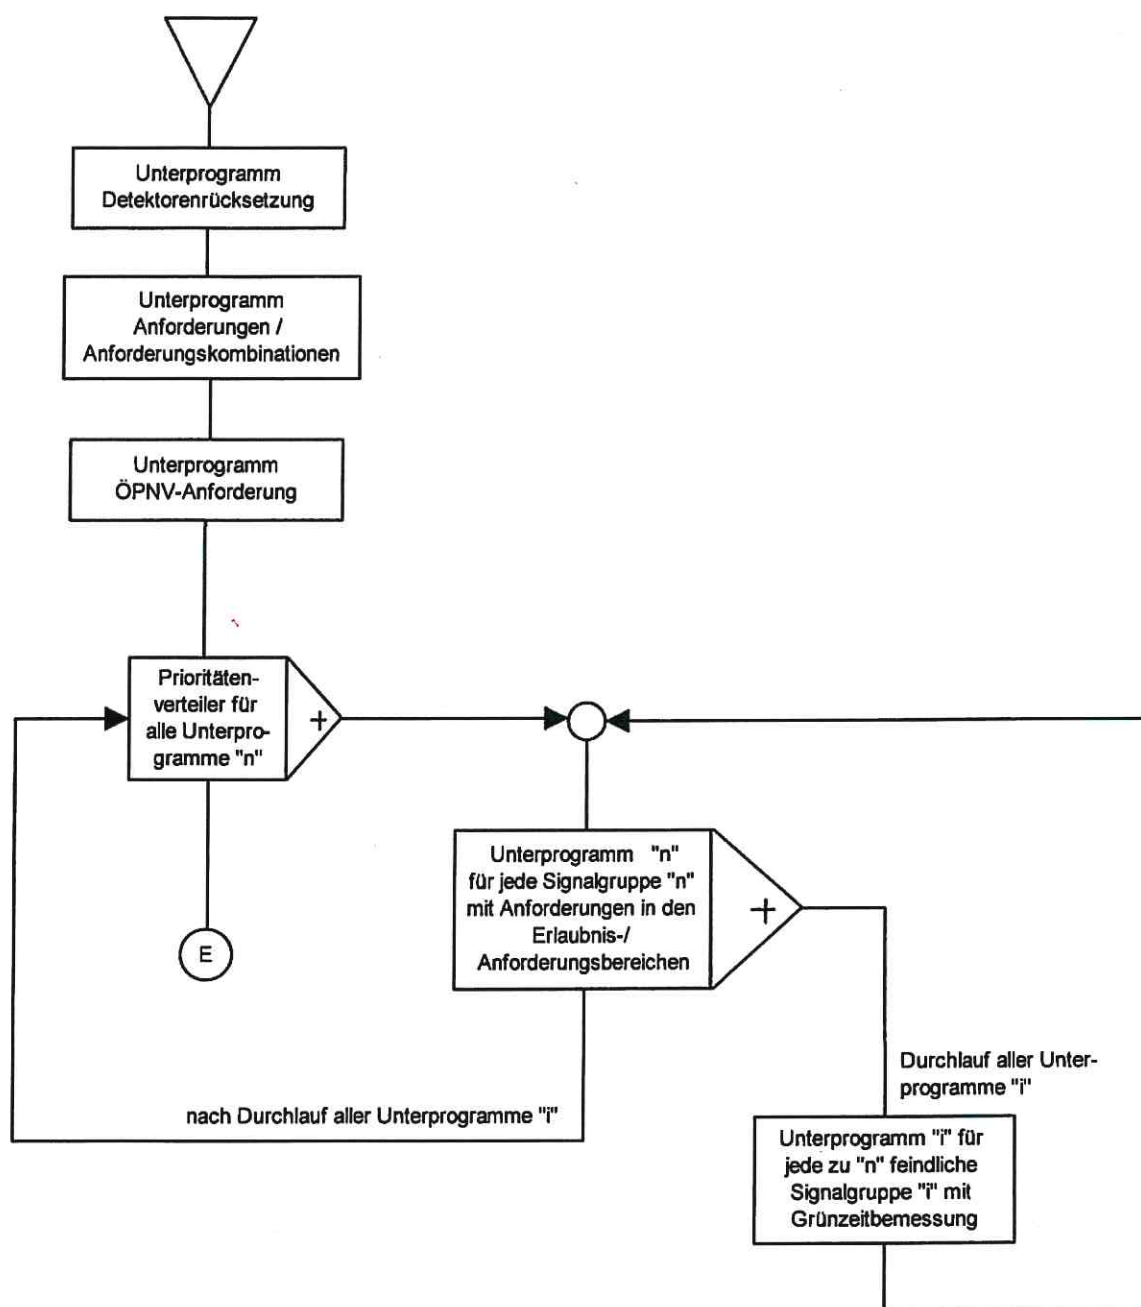 Unterprogramm
Detektorenrücksetzung
Unterprogramm
Anforderungen /
Anforderungskombinationen
Unterprogramm
ÖPNV-Anforderung
Prioritäten-
verteiler für
alle Unterpro-
gramme "n"
+
Unterprogramm "n"
für jede Signalgruppe "n"
mit Anforderungen in den
Erlaubnis-/
Anforderungsbereichen
+
E
Durchlauf aller Unter-
programme "i"
nach Durchlauf aller Unterprogramme "i"
Unterprogramm "i" für
jede zu "n" feindliche
Signalgruppe "i" mit
Grünzeitbemessung